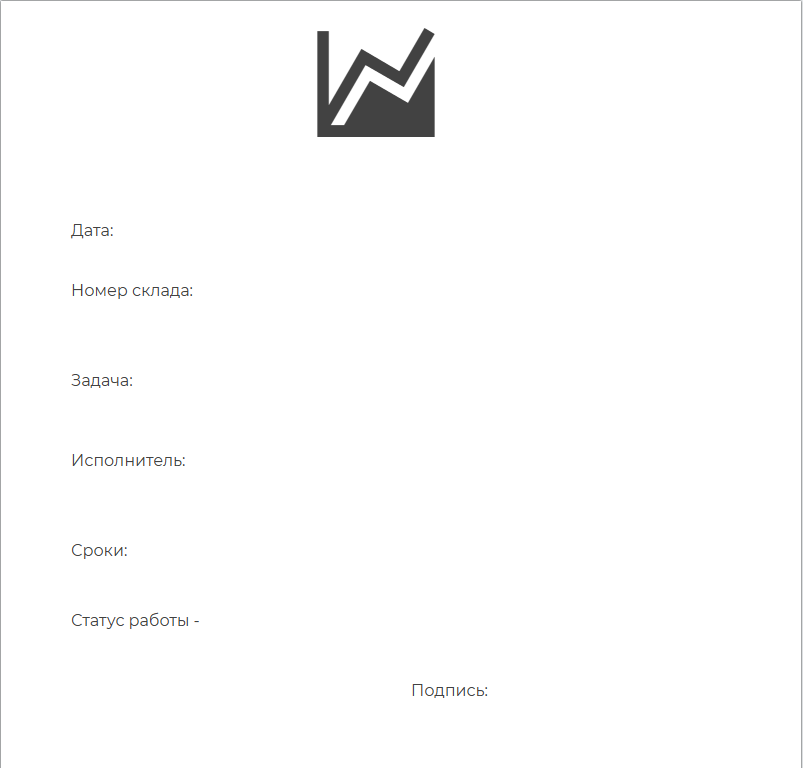 Дата:
Номер склада:
Задача:
Исполнитель:
Сроки:
Статус работы -
Подпись: